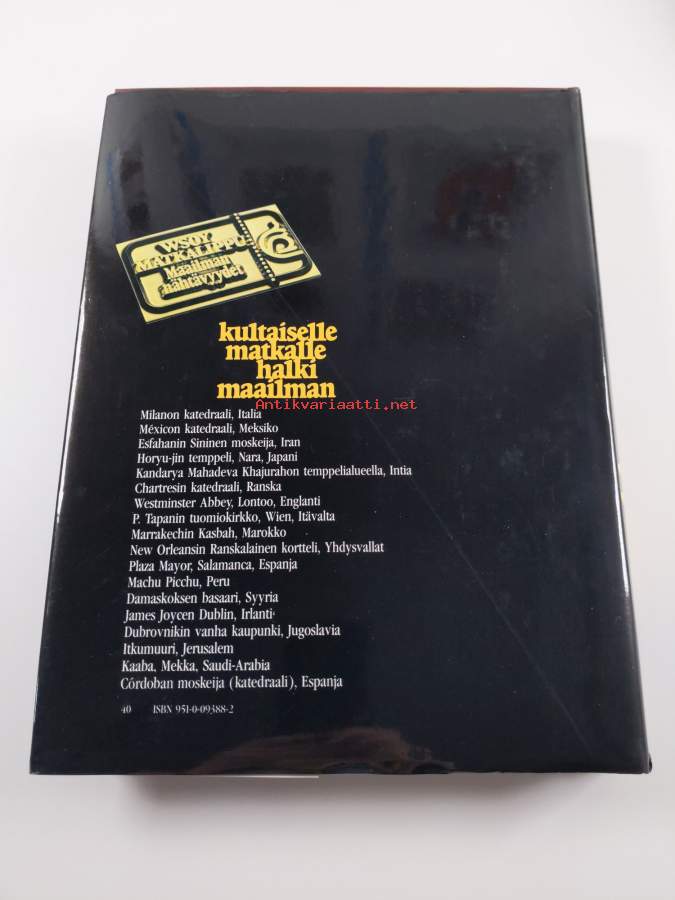 WSOY
MATKALIPPU
Maailman
nähtävyydet
kultaiselle
matkalle
halki
maailman
Antikvariaatti.net
Milanon katedraali, Italia
Méxicon katedraali, Meksiko
Esfahanin Sininen moskeija, Iran
Horyu-jin temppeli, Nara, Japani
Kandarya Mahadeva Khajurahon temppelialueella, Intia
Chartresin katedraali, Ranska
Westminster Abbey, Lontoo, Englanti
P. Tapanin tuomiokirkko, Wien, Itävalta
Marrakechin Kasbah, Marokko
New Orleansin Ranskalainen kortteli, Yhdysvallat
Plaza Mayor, Salamanca, Espanja
Machu Picchu, Peru
Damaskoksen basaari, Syyria
James Joycen Dublin, Irlanti
Dubrovnikin vanha kaupunki, Jugoslavia
Itkumuuri, Jerusalem
Kaaba, Mekka, Saudi-Arabia
Córdoban moskeija (katedraali), Espanja
40 ISBN 951-0-09388-2